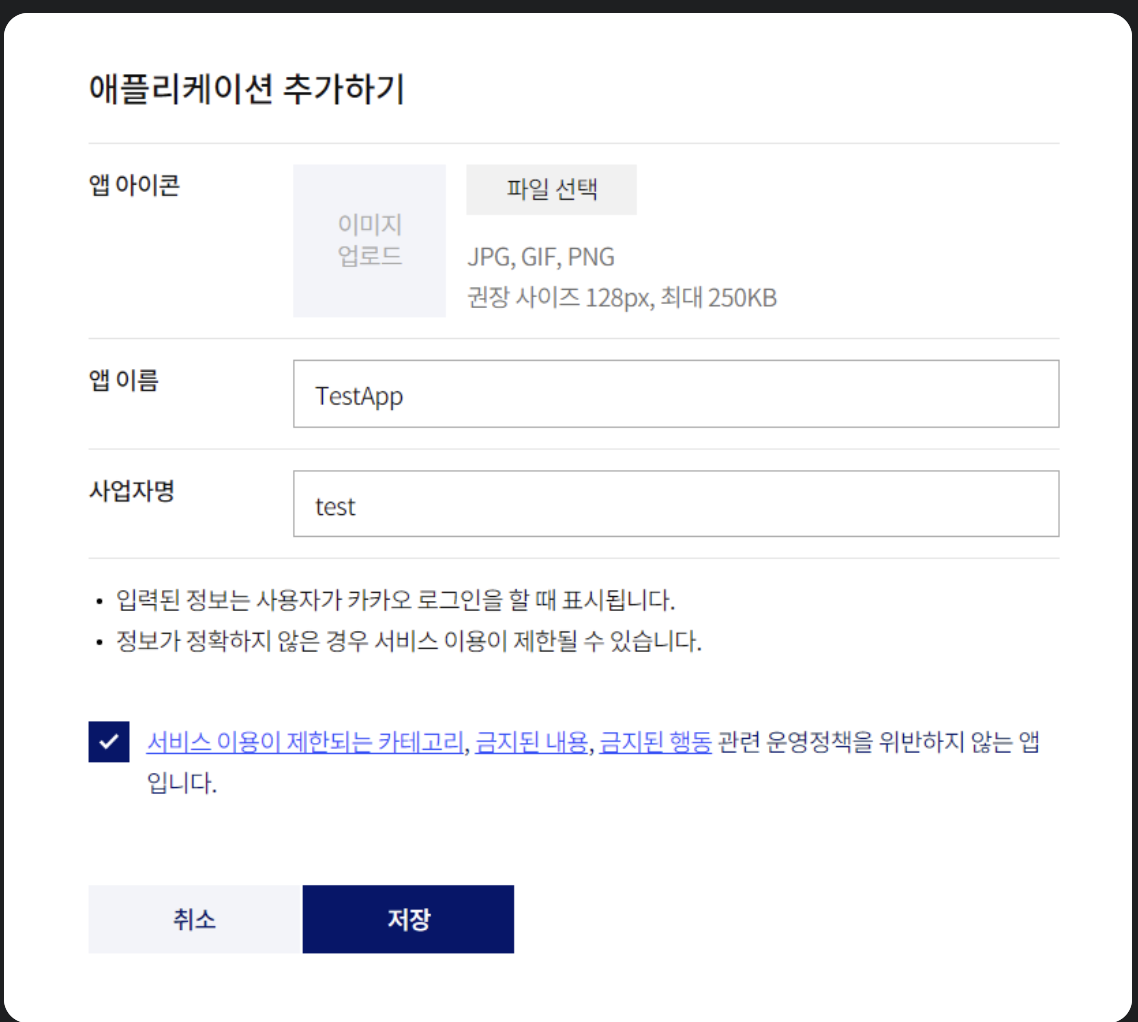 애플리케이션 추가하기
앱 아이콘
이미지
업로드
파일 선택
JPG, GIF, PNG
권장 사이즈 128px, 최대 250KB
앱 이름
TestApp
사업자명
test
• 입력된 정보는 사용자가 카카오 로그인을 할 때 표시됩니다.
• 정보가 정확하지 않은 경우 서비스 이용이 제한될 수 있습니다.
서비스 이용이 제한되는 카테고리, 금지된 내용, 금지된 행동 관련 운영정책을 위반하지 않는 앱
입니다.
취소
저장